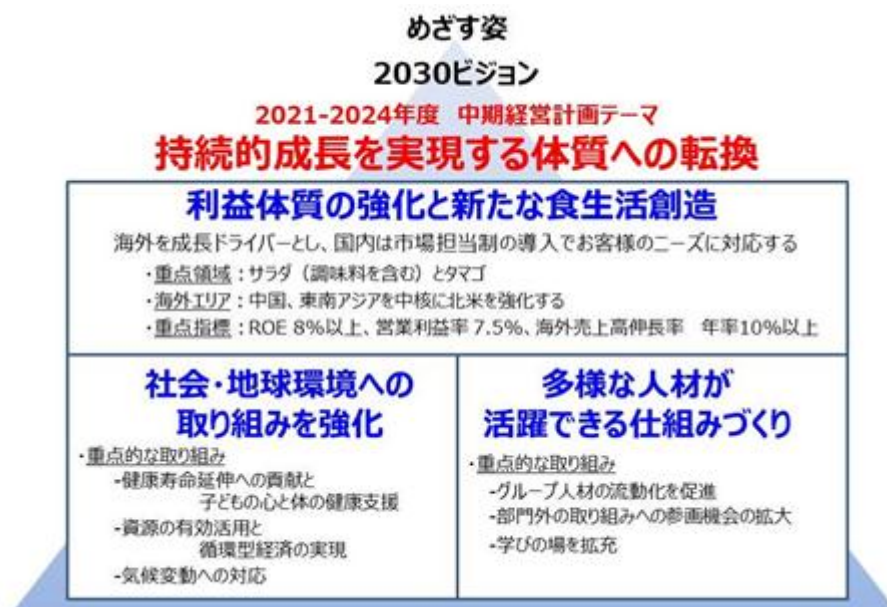 めざす姿
2030ビジョン
2021-2024年度 中期経営計画テーマ
持続的成長を実現する体質への転換
利益体質の強化と新たな食生活創造
海外を成長ドライバーとし、国内は市場担当制の導入でお客様のニーズに対応する
・重点領域：サラダ（調味料を含む）とタマゴ
・海外エリア：中国、東南アジアを中核に北米を強化する
・重点指標：ROE 8%以上、営業利益率 7.5%、海外売上高伸長率 年率10%以上
社会・地球環境への
取り組みを強化
・重点的な取り組み
-健康寿命延伸への貢献と
子どもの心と体の健康支援
-資源の有効活用と
循環型経済の実現
-気候変動への対応
多様な人材が
活躍できる仕組みづくり
・重点的な取り組み
-グループ人材の流動化を促進
-部門外の取り組みへの参画機会の拡大
-学びの場を拡充